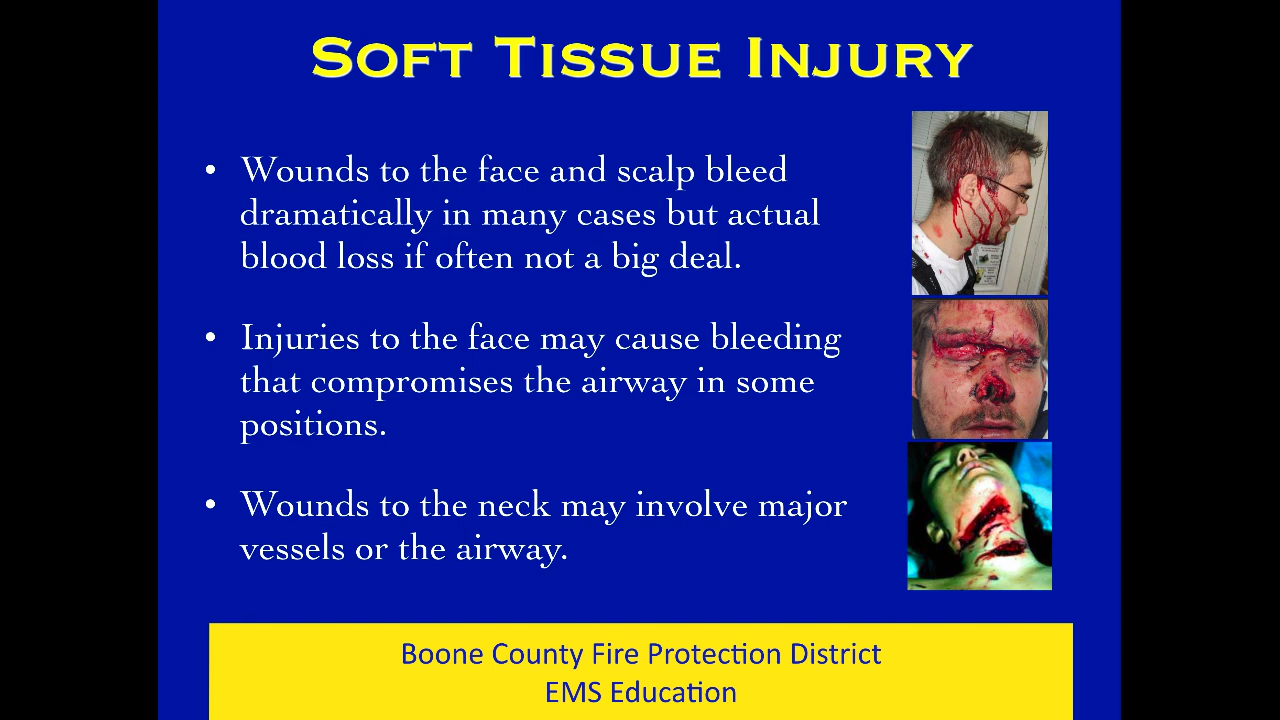 SOFT TISSUE INJURY
• Wounds to the face and scalp bleed
dramatically in many cases but actual
blood loss if often not a big deal.
• Injuries to the face may cause bleeding
that compromises the airway in some
positions.
• Wounds to the neck may involve major
vessels or the airway.
Boone County Fire Protection District
EMS Education